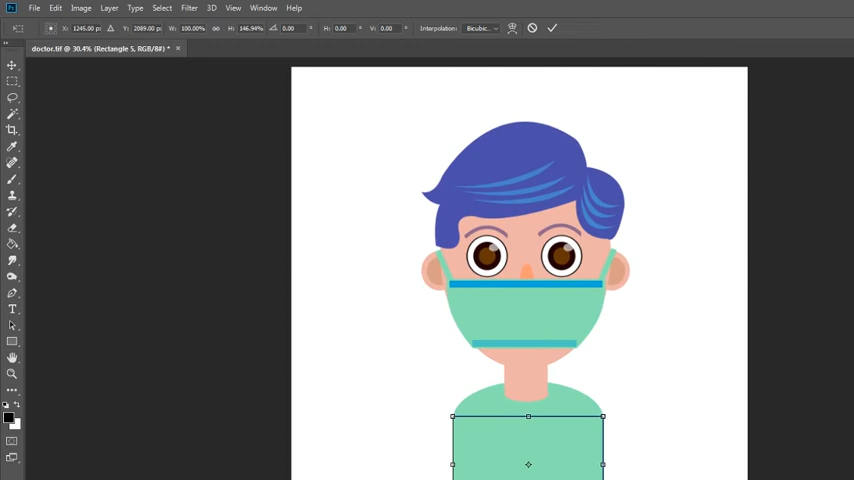 Ps File Edit Image Layer Type Select Filter 3D View Window Help
X: 1245.00 px Y: 2089.00 px W: 100.00% H: 146.94% 0.00 ° H: 0.00 ° V: 0.00 ° Interpolation: Bicubic...
doctor.tif @ 30.4% (Rectangle 5, RGB/8#) * ×
T